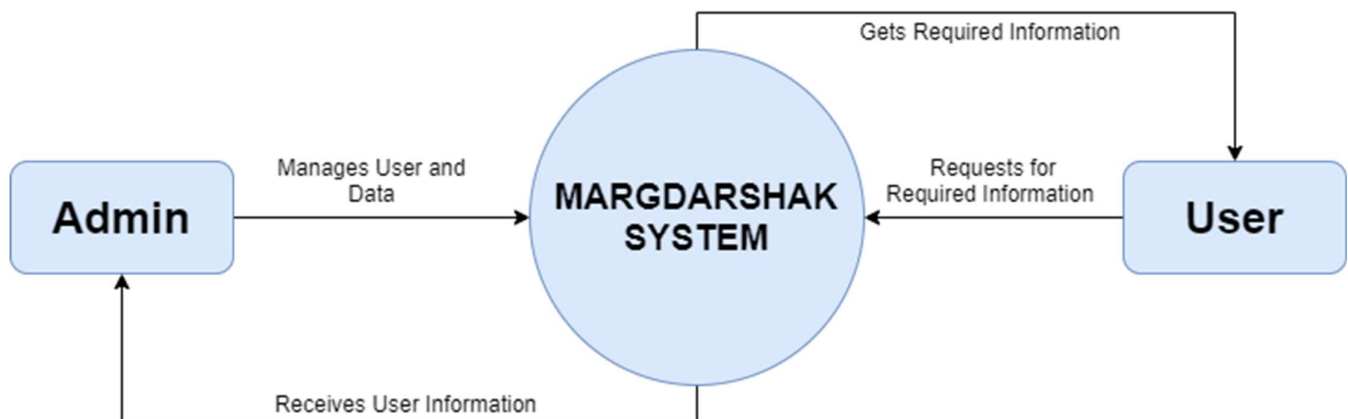 Gets Required Information
Manages User and
Data
Requests for
Required Information
Admin
MARGDARSHAK
SYSTEM
User
Receives User Information